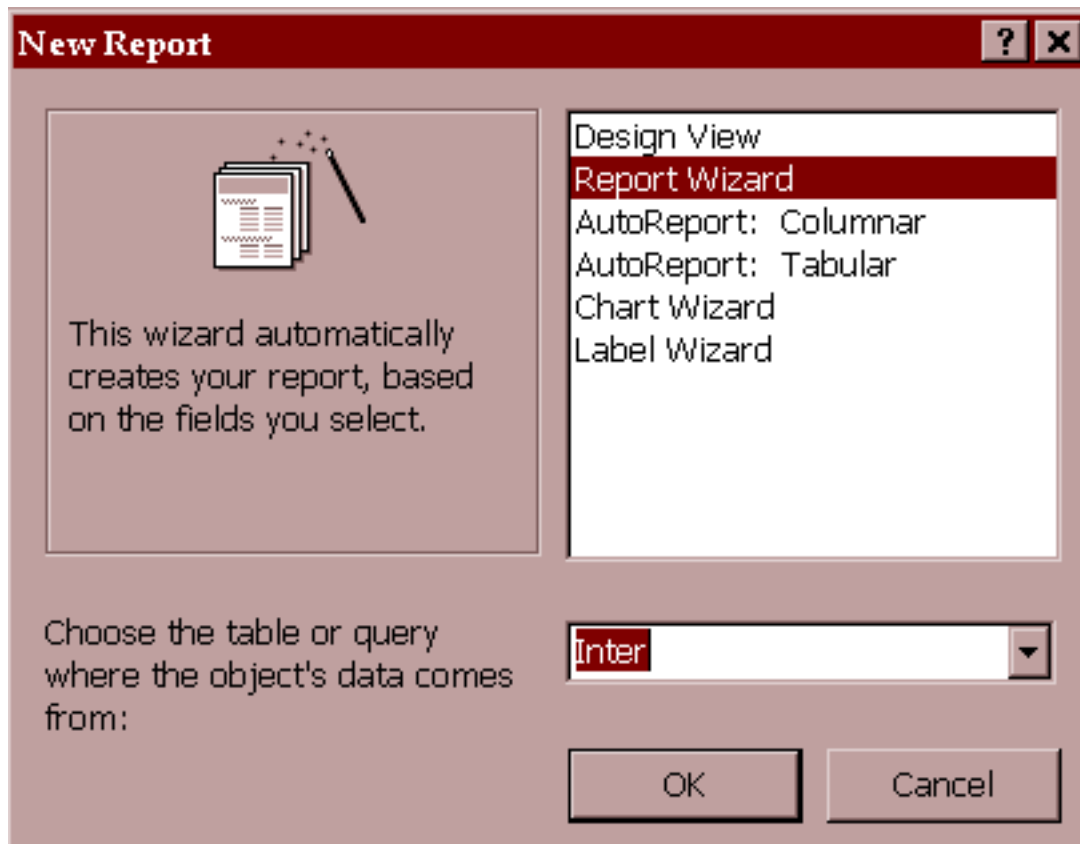 New Report
This wizard automatically
creates your report, based
on the fields you select.
Design View
Report Wizard
AutoReport: Columnar
AutoReport: Tabular
Chart Wizard
Label Wizard
Choose the table or query
where the object's data comes
from:
Inter
OK
Cancel